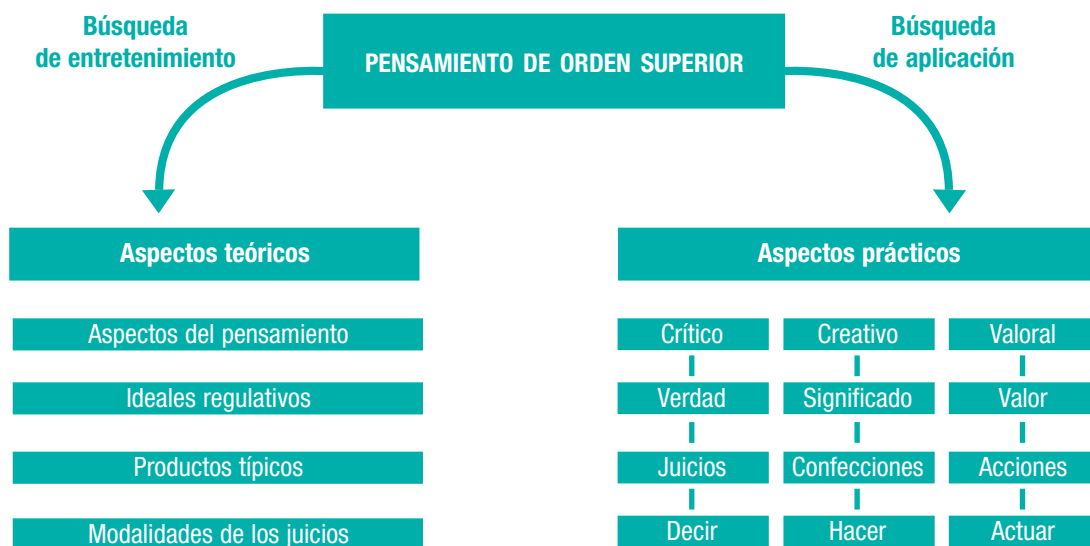 Búsqueda
de entretenimiento
PENSAMIENTO DE ORDEN SUPERIOR
Búsqueda
de aplicación
Aspectos teóricos
Aspectos prácticos
Aspectos del pensamiento
Crítico
Creativo
Valoral
Ideales regulativos
Verdad
Significado
Valor
Productos típicos
Juicios
Confecciones
Acciones
Modalidades de los juicios
Decir
Hacer
Actuar